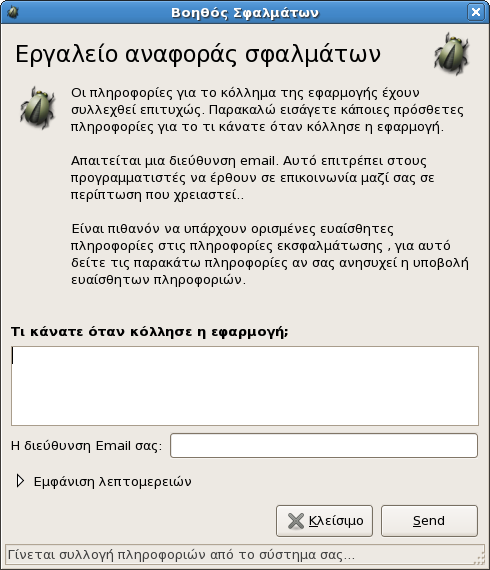 Βοηθός Σφαλμάτων
Εργαλείο αναφοράς σφαλμάτων
Οι πληροφορίες για το κόλλημα της εφαρμογής έχουν
συλλεχθεί επιτυχώς. Παρακαλώ εισάγετε κάποιες πρόσθετες
πληροφορίες για το τι κάνατε όταν κόλλησε η εφαρμογή.
Απαιτείται μια διεύθυνση email. Αυτό επιτρέπει στους
προγραμματιστές να έρθουν σε επικοινωνία μαζί σας σε
περίπτωση που χρειαστεί..
Είναι πιθανόν να υπάρχουν ορισμένες ευαίσθητες
πληροφορίες στις πληροφορίες εκσφαλμάτωσης , για αυτό
δείτε τις παρακάτω πληροφορίες αν σας ανησυχεί η υποβολή
ευαίσθητων πληροφοριών.
Τι κάνατε όταν κόλλησε η εφαρμογή;
Η διεύθυνση Email σας:
Εμφάνιση λεπτομερειών
Κλείσιμο
Send
Γίνεται συλλογή πληροφοριών από το σύστημα σας...